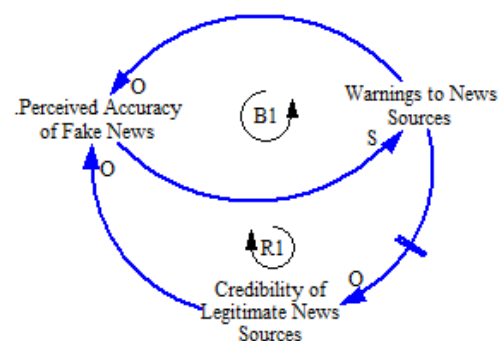 O
.Perceived Accuracy
of Fake News
B1
Warnings to News
Sources
S
O
R1
O
Credibility of
Legitimate News
Sources